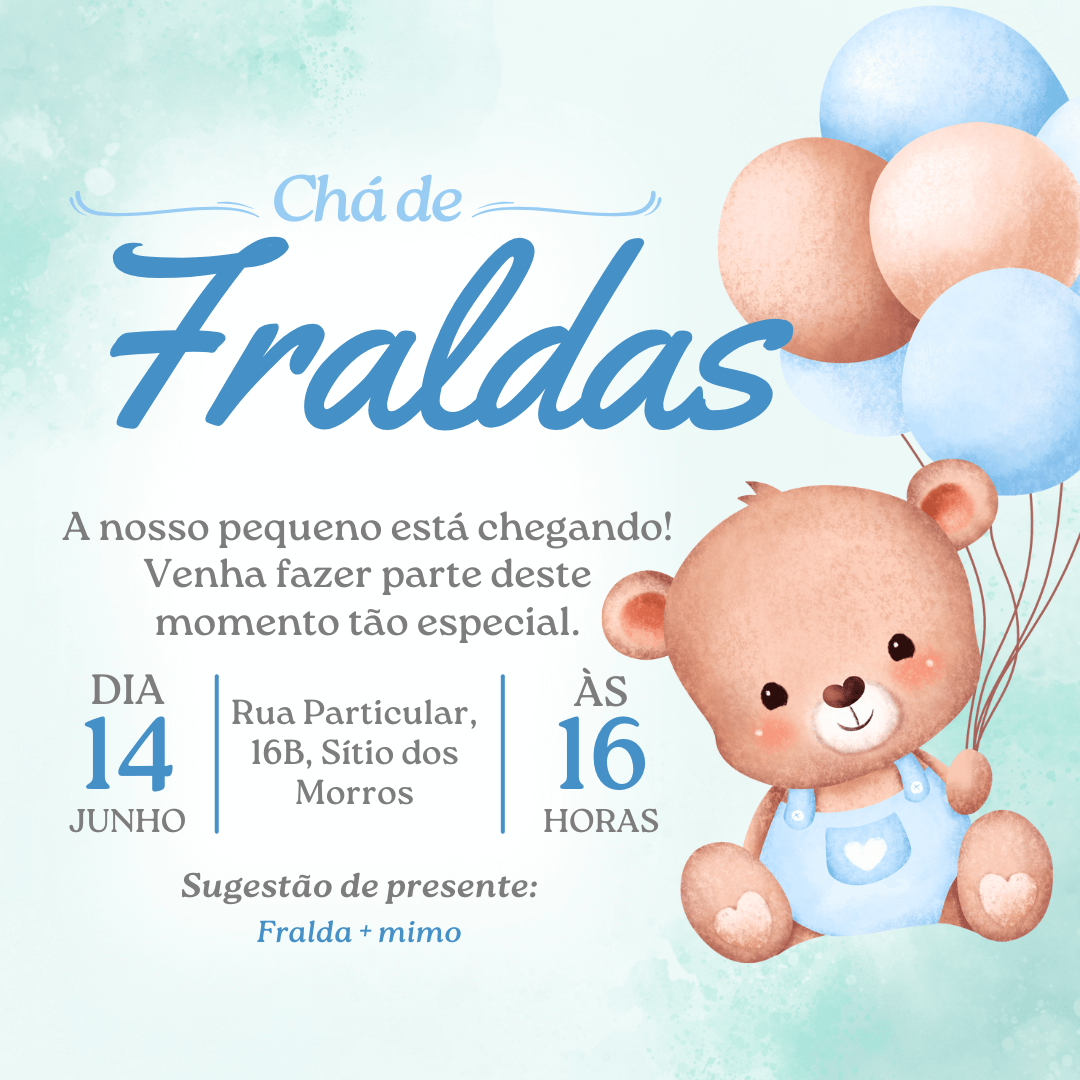 Chá de
Fraldas
A nosso pequeno está chegando!
Venha fazer parte deste
momento tão especial.
DIA
14
JUNHO
Rua Particular,
16B, Sítio dos
Morros
ÀS
16
HORAS
Sugestão de presente:
Fralda + mimo